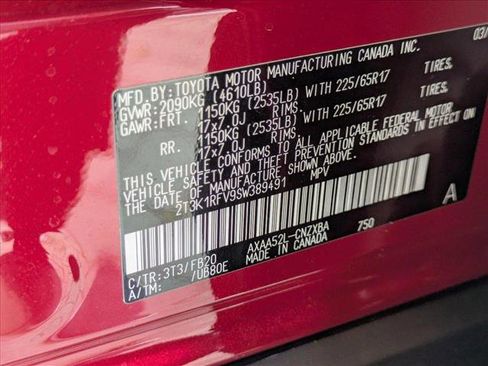 MFD. BY:TOYOTA MOTOR MANUFACTURING CANADA INC. 03/
GVWR: 2090KG (4610LB)
GAWR:FRT. 1150KG (2535LB) WITH 225/65R17 TIRES,
17x7.0J RIMS,
RR. 1150KG (2535LB) WITH 225/65R17 TIRES,
17x7.0J RIMS,
THIS VEHICLE CONFORMS TO ALL APPLICABLE FEDERAL MOTOR
VEHICLE SAFETY AND THEFT PREVENTION STANDARDS IN EFFECT ON
THE DATE OF MANUFACTURE SHOWN ABOVE.
2T3K1RFV9SW389491 MPV
A
C/TR: 3T3/FB20 AXAA52L-CNZXBA 750
A/TM: /UB80E MADE IN CANADA